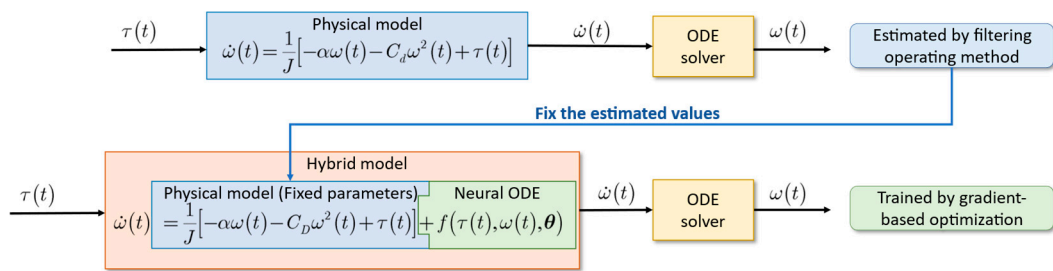 Physical model
τ(t)
ω̇(t) = 1/J [−αω(t) − C_d ω²(t) + τ(t)]
ω̇(t)
ODE
solver
ω(t)
Estimated by filtering
operating method
Fix the estimated values
Hybrid model
τ(t)
Physical model (Fixed parameters)
Neural ODE
ω̇(t) = 1/J [−αω(t) − C_D ω²(t) + τ(t)] + f(τ(t), ω(t), θ)
ω̇(t)
ODE
solver
ω(t)
Trained by gradient-
based optimization